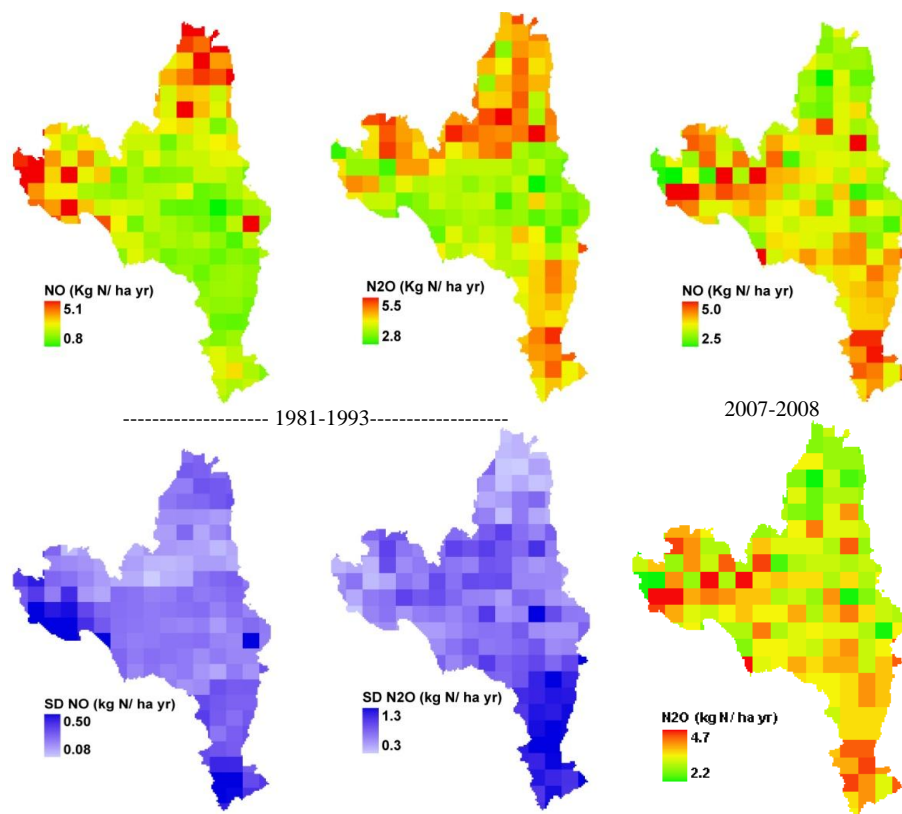 NO (Kg N/ ha yr)
5.1
0.8
N2O (Kg N/ ha yr)
5.5
2.8
NO (Kg N/ ha yr)
5.0
2.5
------------------- 1981-1993------------------
2007-2008
SD NO (kg N/ ha yr)
0.50
0.08
SD N2O (kg N/ ha yr)
1.3
0.3
N2O (kg N/ ha yr)
4.7
2.2